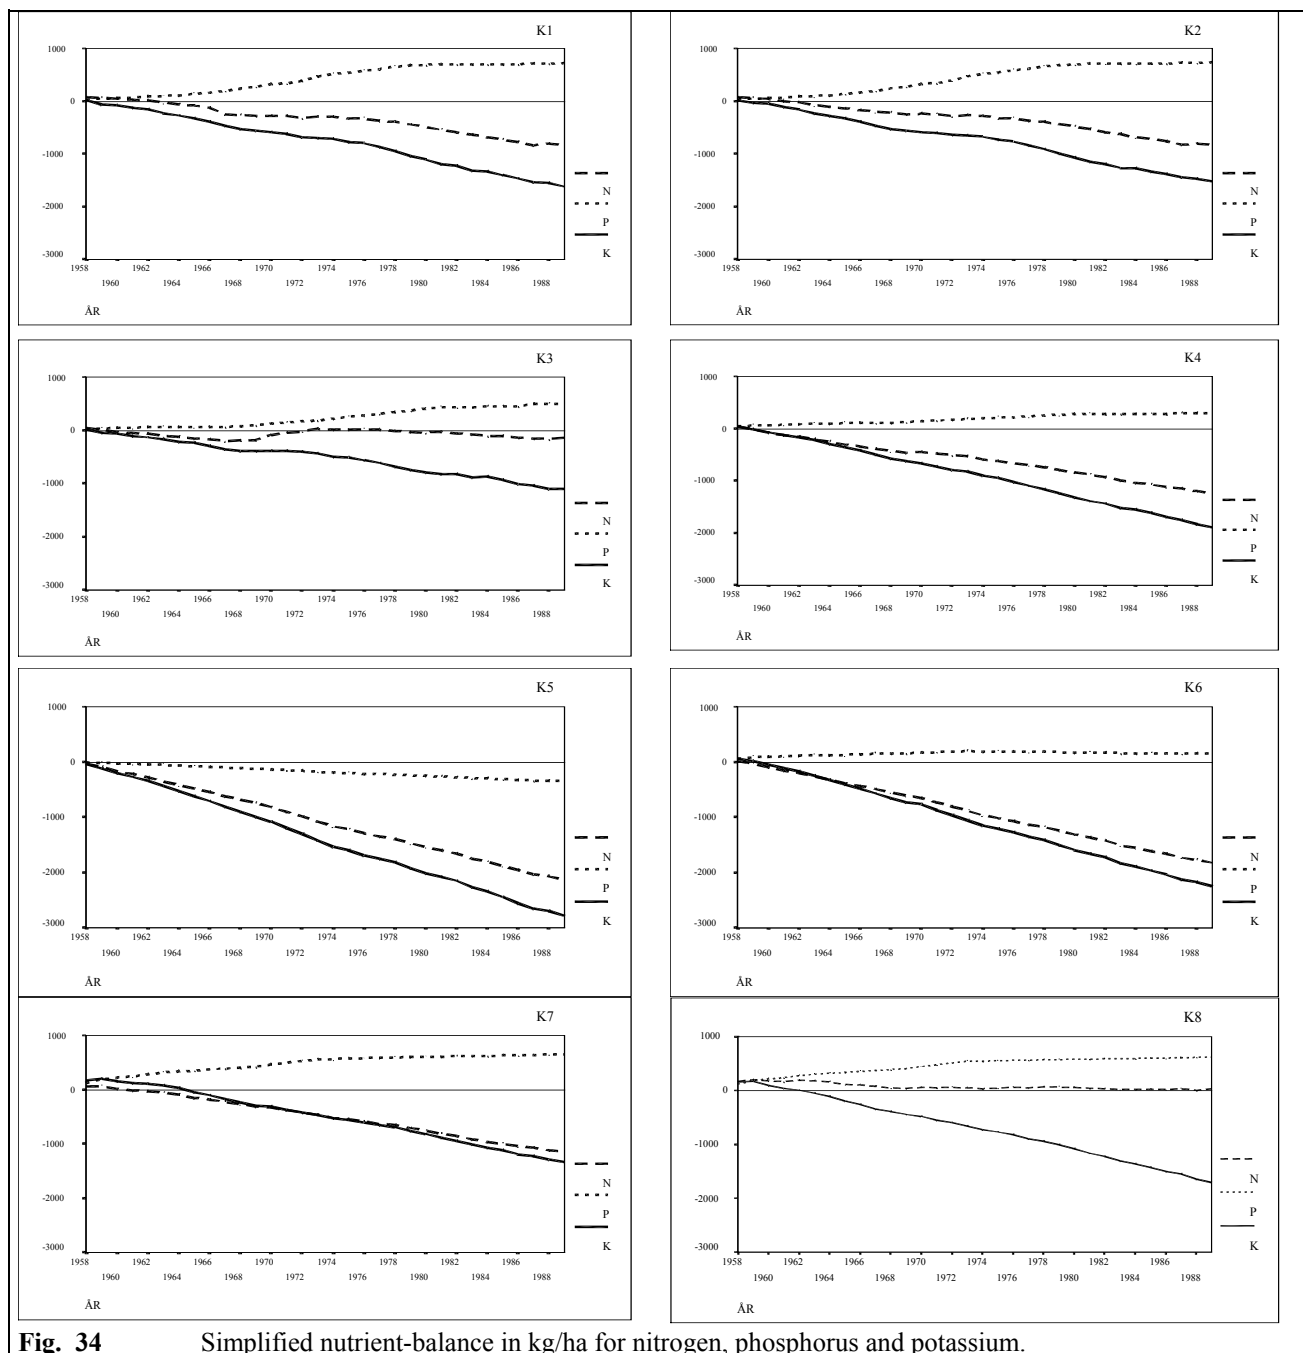 K1
1000
0
-1000
-2000
-3000
1958 1962 1966 1970 1974 1978 1982 1986
1960 1964 1968 1972 1976 1980 1984 1988
ÅR
N
P
K
K2
1000
0
-1000
-2000
-3000
1958 1962 1966 1970 1974 1978 1982 1986
1960 1964 1968 1972 1976 1980 1984 1988
ÅR
N
P
K
K3
1000
0
-1000
-2000
-3000
1958 1962 1966 1970 1974 1978 1982 1986
1960 1964 1968 1972 1976 1980 1984 1988
ÅR
N
P
K
K4
1000
0
-1000
-2000
-3000
1958 1962 1966 1970 1974 1978 1982 1986
1960 1964 1968 1972 1976 1980 1984 1988
ÅR
N
P
K
K5
1000
0
-1000
-2000
-3000
1958 1962 1966 1970 1974 1978 1982 1986
1960 1964 1968 1972 1976 1980 1984 1988
ÅR
N
P
K
K6
1000
0
-1000
-2000
-3000
1958 1962 1966 1970 1974 1978 1982 1986
1960 1964 1968 1972 1976 1980 1984 1988
ÅR
N
P
K
K7
1000
0
-1000
-2000
-3000
1958 1962 1966 1970 1974 1978 1982 1986
1960 1964 1968 1972 1976 1980 1984 1988
ÅR
N
P
K
K8
1000
0
-1000
-2000
-3000
1958 1962 1966 1970 1974 1978 1982 1986
1960 1964 1968 1972 1976 1980 1984 1988
ÅR
N
P
K
Fig. 34 Simplified nutrient-balance in kg/ha for nitrogen, phosphorus and potassium.